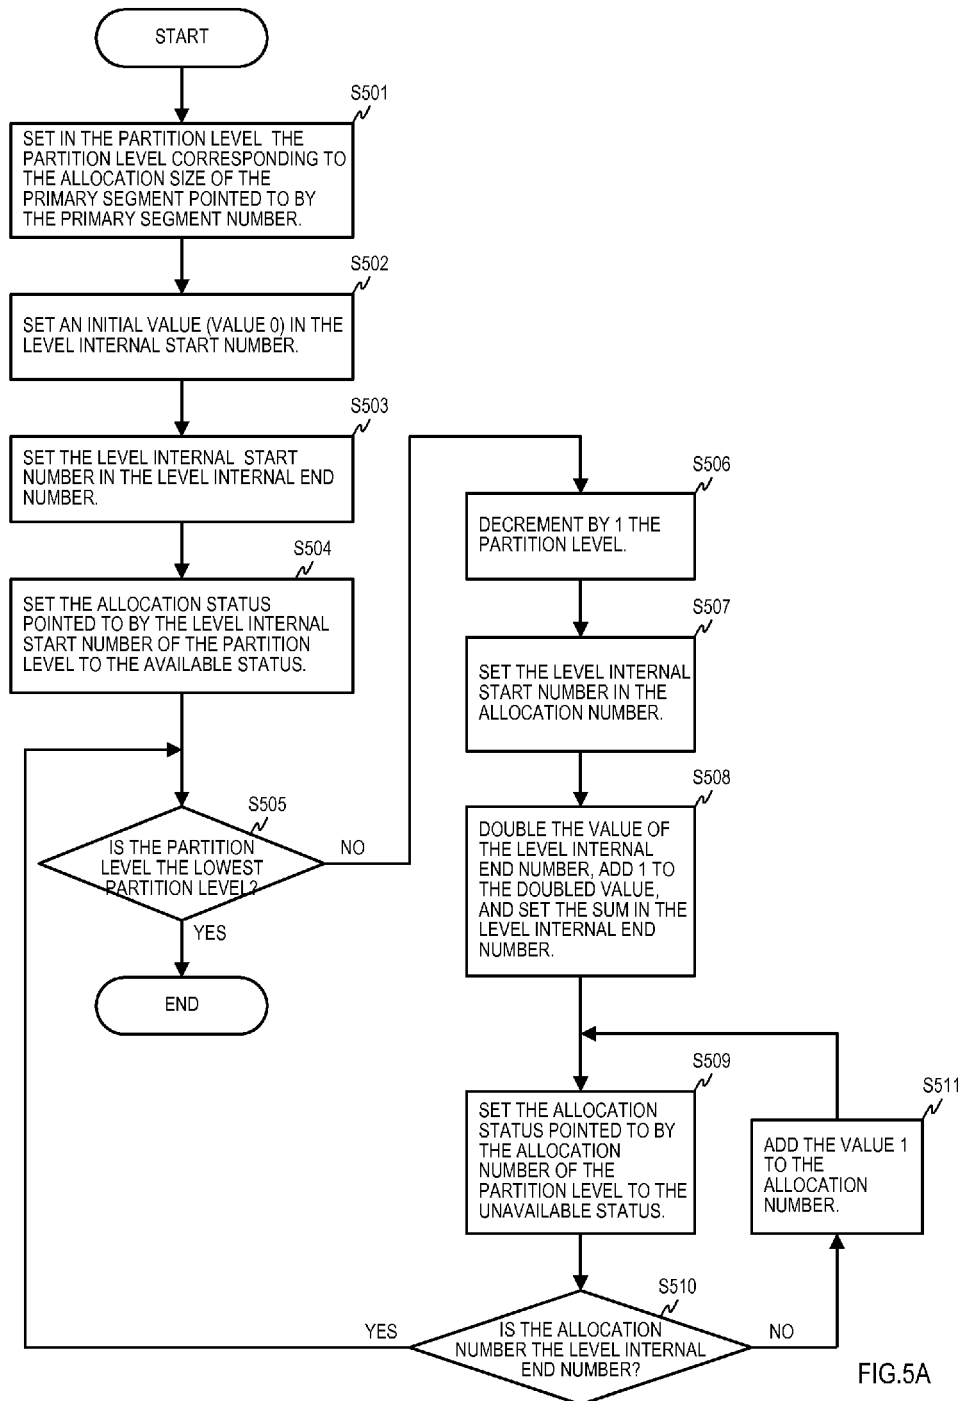 START
S501
SET IN THE PARTITION LEVEL THE
PARTITION LEVEL CORRESPONDING TO
THE ALLOCATION SIZE OF THE
PRIMARY SEGMENT POINTED TO BY
THE PRIMARY SEGMENT NUMBER.
S502
SET AN INITIAL VALUE (VALUE 0) IN THE
LEVEL INTERNAL START NUMBER.
S503
SET THE LEVEL INTERNAL START
NUMBER IN THE LEVEL INTERNAL END
NUMBER.
S504
SET THE ALLOCATION STATUS
POINTED TO BY THE LEVEL INTERNAL
START NUMBER OF THE PARTITION
LEVEL TO THE AVAILABLE STATUS.
S505
IS THE PARTITION
LEVEL THE LOWEST
PARTITION LEVEL?
NO
YES
END
S506
DECREMENT BY 1 THE
PARTITION LEVEL.
S507
SET THE LEVEL INTERNAL
START NUMBER IN THE
ALLOCATION NUMBER.
S508
DOUBLE THE VALUE OF
THE LEVEL INTERNAL
END NUMBER, ADD 1 TO
THE DOUBLED VALUE,
AND SET THE SUM IN THE
LEVEL INTERNAL END
NUMBER.
S509
SET THE ALLOCATION
STATUS POINTED TO BY
THE ALLOCATION
NUMBER OF THE
PARTITION LEVEL TO THE
UNAVAILABLE STATUS.
S511
ADD THE VALUE 1
TO THE
ALLOCATION
NUMBER.
S510
IS THE ALLOCATION
NUMBER THE LEVEL INTERNAL
END NUMBER?
YES
NO
FIG.5A